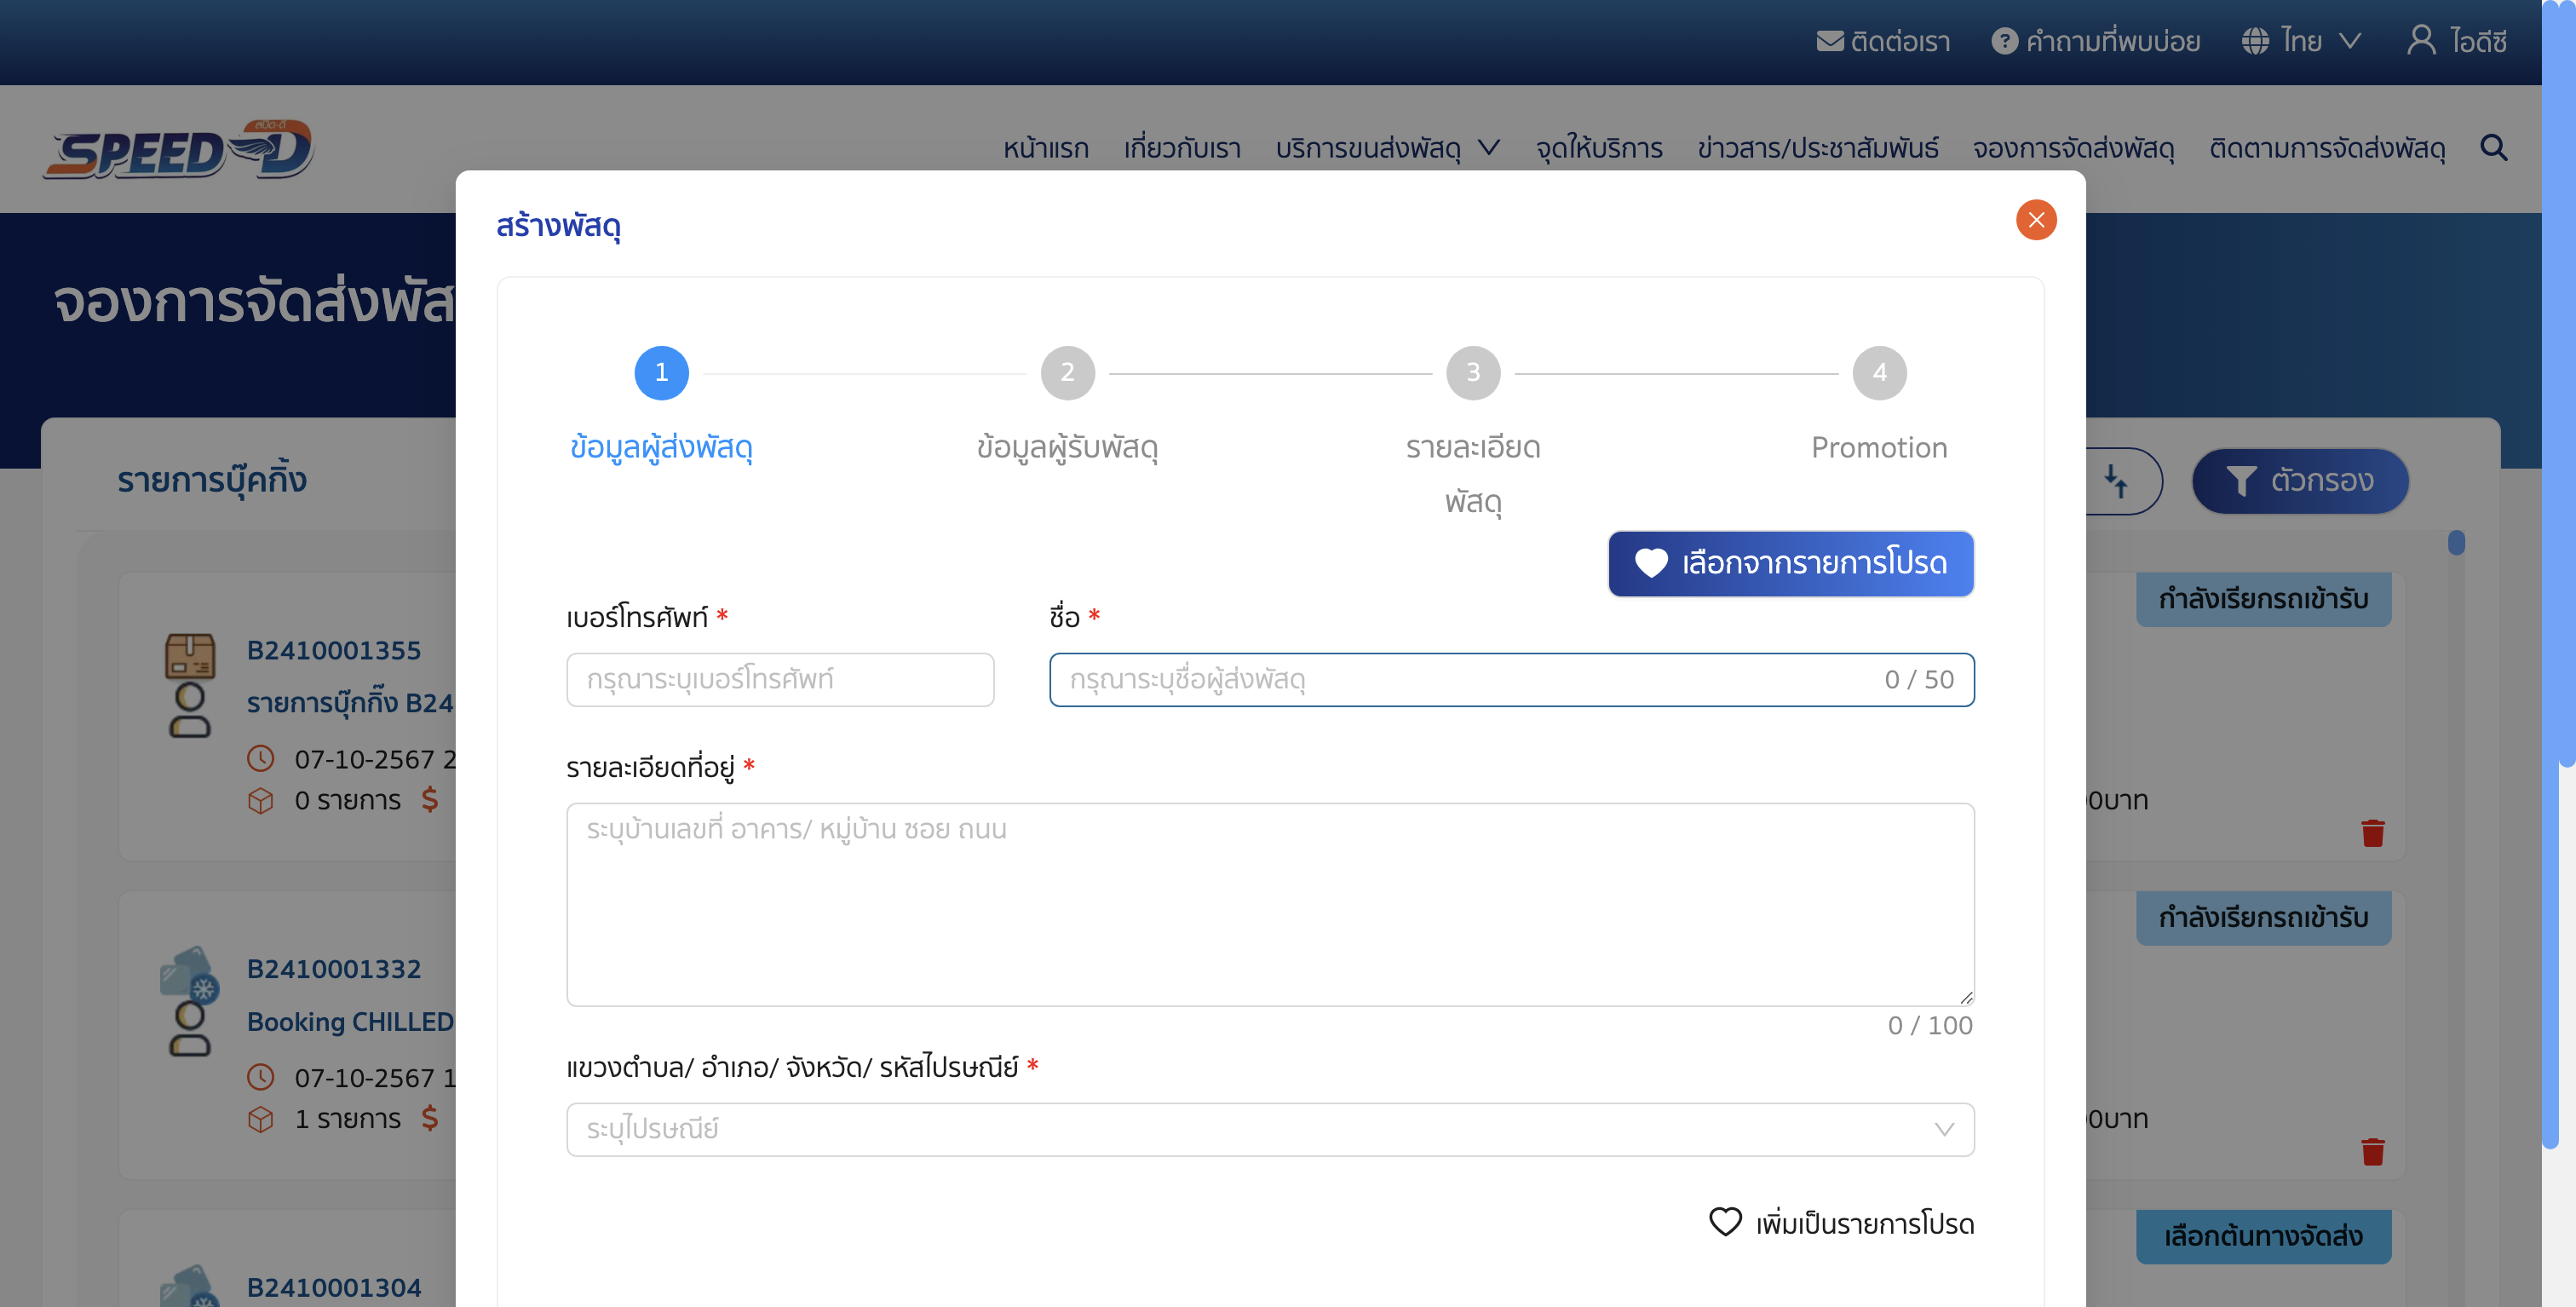 ติดต่อเรา
? คำถามที่พบบ่อย
ไทย
ไอดีซี
SPEED-D
สปีด-ดี
หน้าแรก
เกี่ยวกับเรา
บริการขนส่งพัสดุ
จุดให้บริการ
ข่าวสาร/ประชาสัมพันธ์
จองการจัดส่งพัสดุ
ติดตามการจัดส่งพัสดุ
จองการจัดส่งพัส
สร้างพัสดุ
1
2
3
4
ข้อมูลผู้ส่งพัสดุ
ข้อมูลผู้รับพัสดุ
รายละเอียด
พัสดุ
Promotion
รายการบุ๊คกิ้ง
ตัวกรอง
เลือกจากรายการโปรด
เบอร์โทรศัพท์ *
ชื่อ *
กรุณาระบุเบอร์โทรศัพท์
กรุณาระบุชื่อผู้ส่งพัสดุ
0 / 50
รายละเอียดที่อยู่ *
ระบุบ้านเลขที่ อาคาร/ หมู่บ้าน ซอย ถนน
0 / 100
แขวงตำบล/ อำเภอ/ จังหวัด/ รหัสไปรษณีย์ *
ระบุไปรษณีย์
เพิ่มเป็นรายการโปรด
B2410001355
รายการบุ๊กกิ๊ง B24
07-10-2567 2
0 รายการ $
กำลังเรียกรถเข้ารับ
0บาท
B2410001332
Booking CHILLED
07-10-2567 1
1 รายการ $
กำลังเรียกรถเข้ารับ
0บาท
B2410001304
เลือกต้นทางจัดส่ง